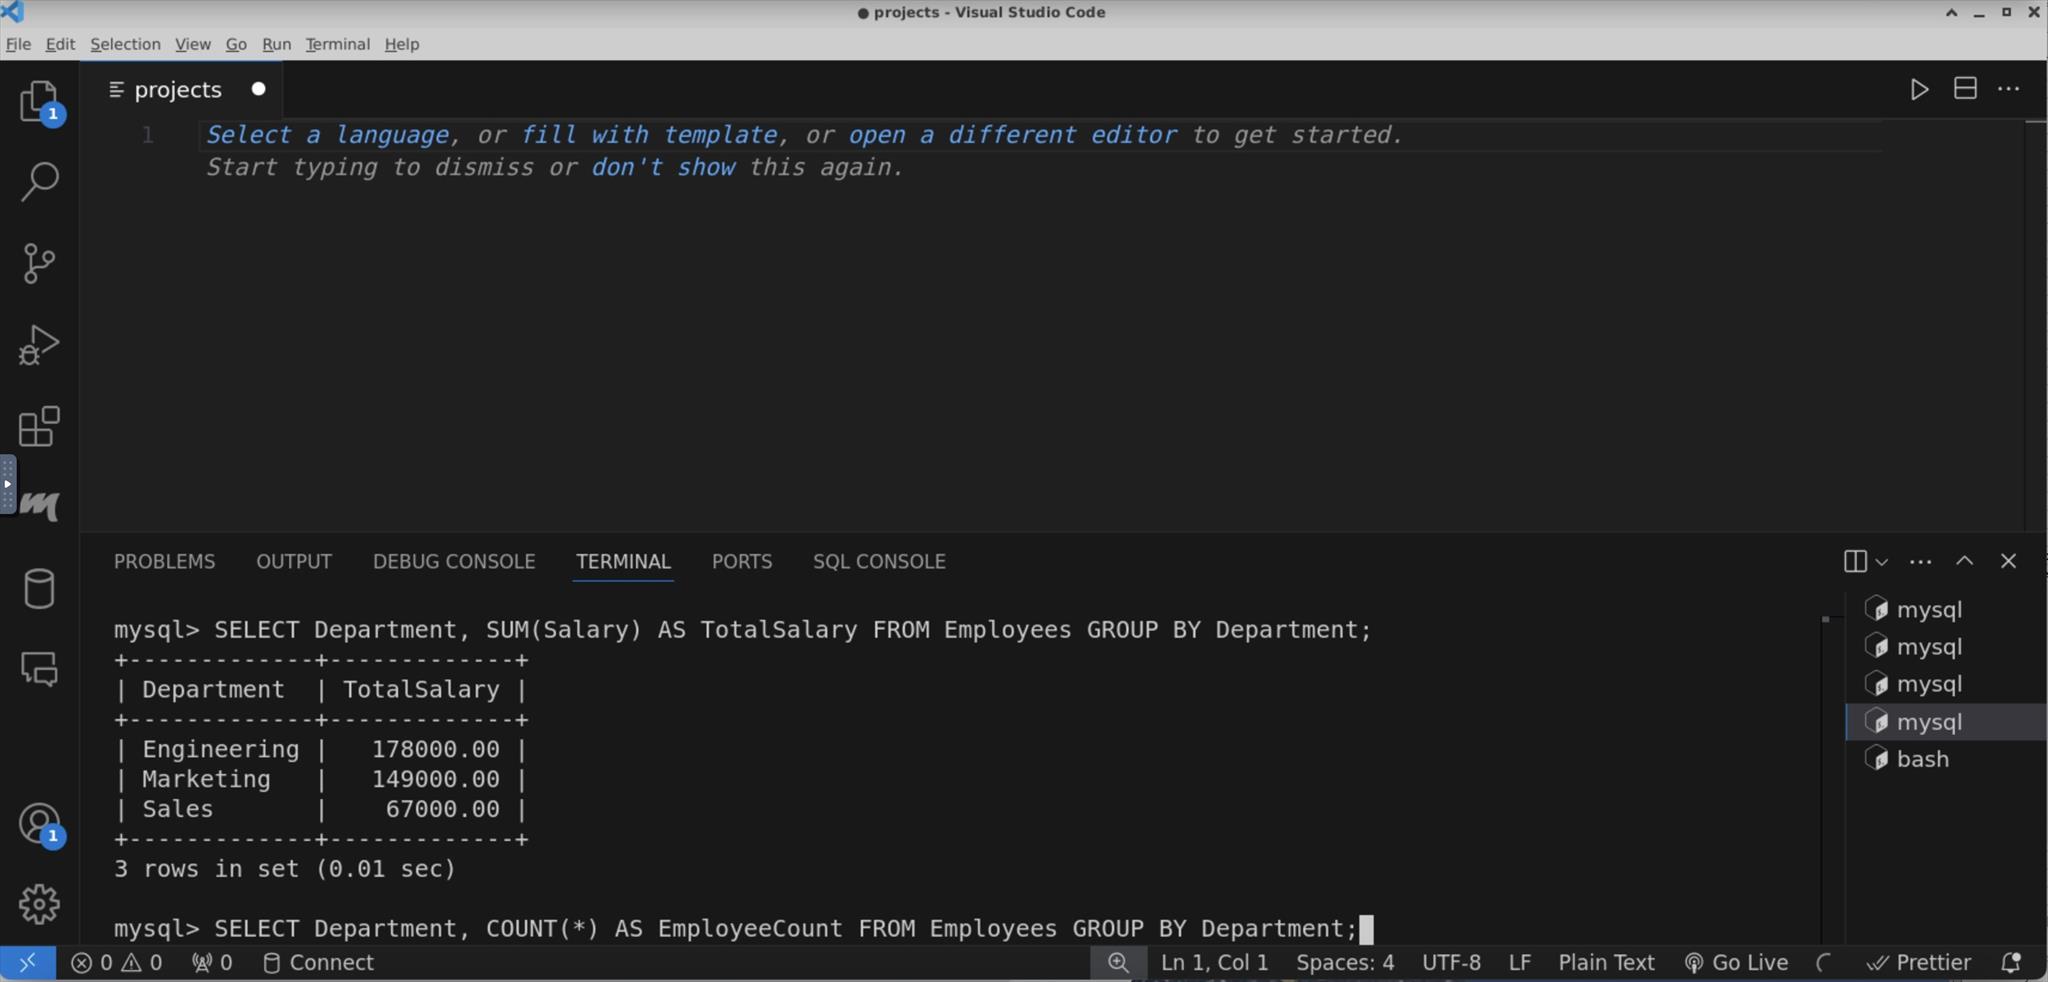 ● projects - Visual Studio Code
File Edit Selection View Go Run Terminal Help
1
projects
1 Select a language, or fill with template, or open a different editor to get started.
Start typing to dismiss or don't show this again.
PROBLEMS OUTPUT DEBUG CONSOLE TERMINAL PORTS SQL CONSOLE
mysql> SELECT Department, SUM(Salary) AS TotalSalary FROM Employees GROUP BY Department;
+-------------+-------------+
| Department  | TotalSalary |
+-------------+-------------+
| Engineering |   178000.00 |
| Marketing   |   149000.00 |
| Sales       |    67000.00 |
+-------------+-------------+
3 rows in set (0.01 sec)
mysql> SELECT Department, COUNT(*) AS EmployeeCount FROM Employees GROUP BY Department;
mysql
mysql
mysql
mysql
bash
1
0 0 0 Connect Ln 1, Col 1 Spaces: 4 UTF-8 LF Plain Text Go Live Prettier